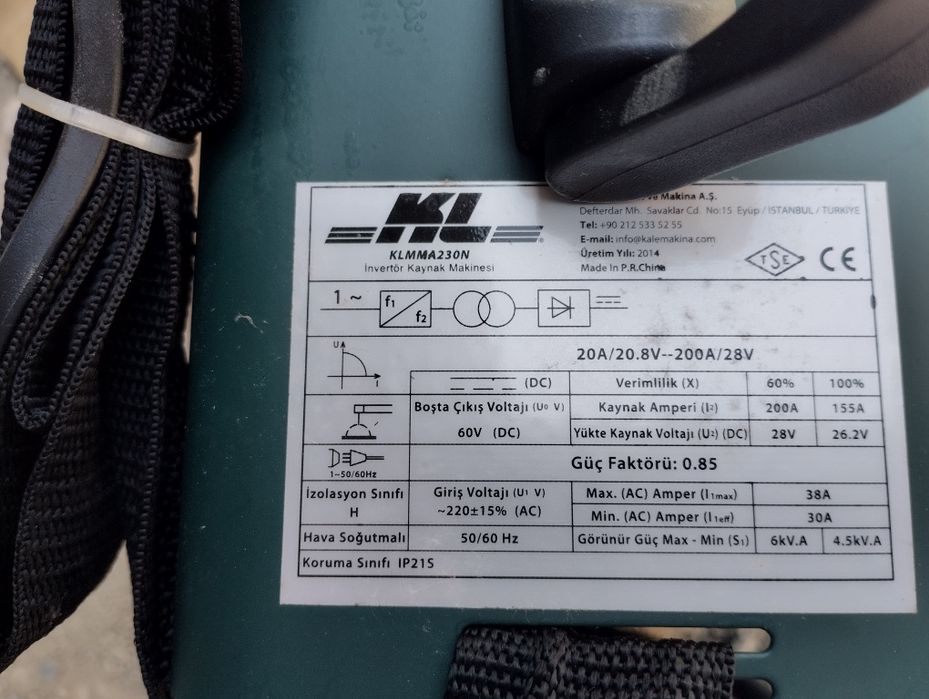 KL
KLMMA230N
İnvertör Kaynak Makinesi
ve Makina A.Ş.
Defterdar Mh. Savaklar Cd. No:15 Eyüp / İSTANBUL / TÜRKİYE
Tel: +90 212 533 52 55
E-mail: info@kalemakina.com
Üretim Yılı: 2014
Made In P.R.China
TSE CE
1 ~ f₁ f₂
U I
20A/20.8V--200A/28V
(DC) Verimlilik (X) 60% 100%
Boşta Çıkış Voltajı (U₀ V) Kaynak Amperi (I₂) 200A 155A
60V (DC) Yükte Kaynak Voltajı (U₂) (DC) 28V 26.2V
1~50/60Hz
Güç Faktörü: 0.85
İzolasyon Sınıfı Giriş Voltajı (U₁ V) Max. (AC) Amper (I₁max) 38A
H ~220±15% (AC) Min. (AC) Amper (I₁eff) 30A
Hava Soğutmalı 50/60 Hz Görünür Güç Max - Min (S₁) 6kV.A 4.5kV.A
Koruma Sınıfı IP21S